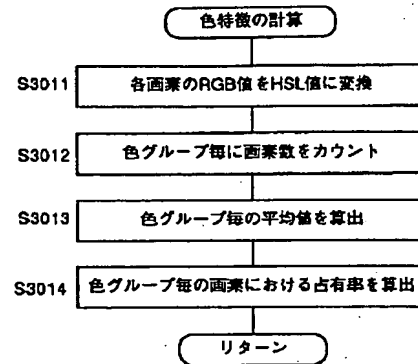 色特徴の計算
S3011 各画素のRGB値をHSL値に変換
S3012 色グループ毎に画素数をカウント
S3013 色グループ毎の平均値を算出
S3014 色グループ毎の画素における占有率を算出
リターン